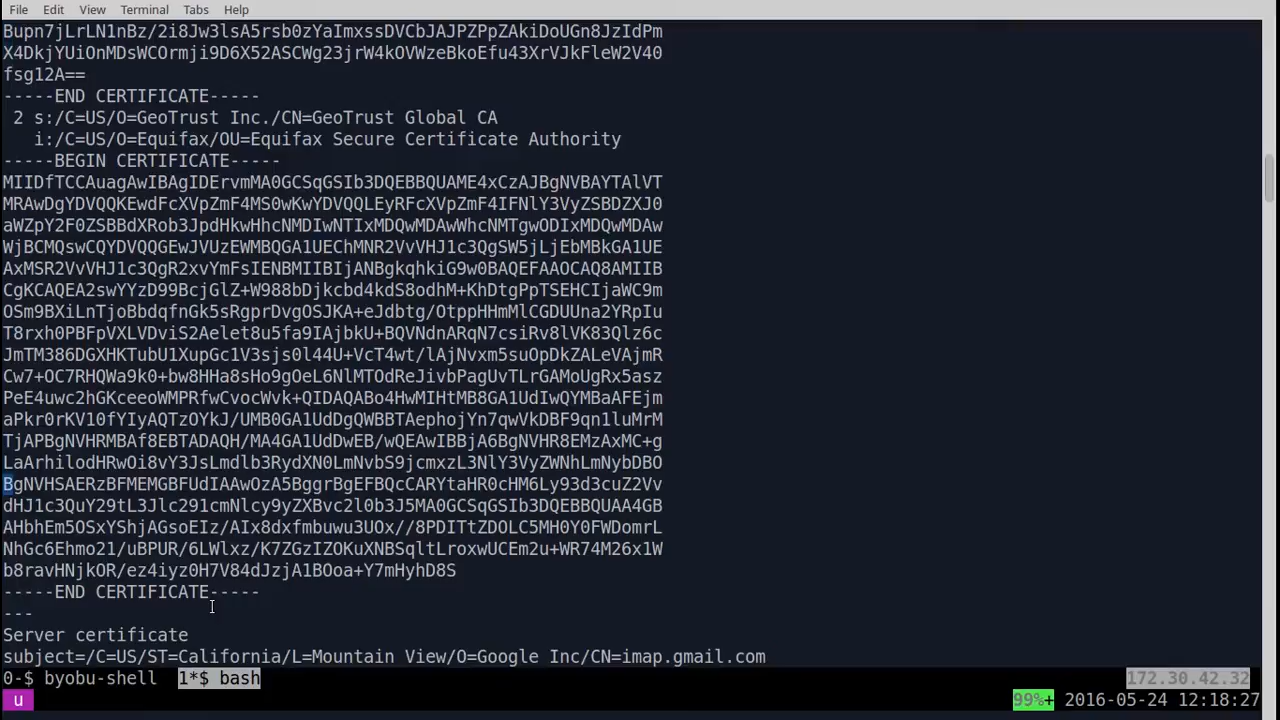 File Edit View Terminal Tabs Help
Bupn7jLrLN1nBz/2i8Jw3lsA5rsb0zYaImxssDVCbJAJPZPpZAkiDoUGn8JzIdPm
X4DkjYUiOnMDsWCOrmji9D6X52ASCWg23jrW4kOVWzeBkoEfu43XrVJkFleW2V40
fsg12A==
-----END CERTIFICATE-----
2 s:/C=US/O=GeoTrust Inc./CN=GeoTrust Global CA
i:/C=US/O=Equifax/OU=Equifax Secure Certificate Authority
-----BEGIN CERTIFICATE-----
MIIDfTCCAuagAwIBAgIDErvmMA0GCSqGSIb3DQEBBQUAME4xCzAJBgNVBAYTAlVT
MRAwDgYDVQQKEwdFcXVpZmF4MS0wKwYDVQQLEyRFcXVpZmF4IFNlY3VyZSBDZXJ0
aWZpY2F0ZSBBdXRob3JpdHkwHhcNMDIwNTIxMDQwMDAwWhcNMTgwODIxMDQwMDAw
WjBCMQswCQYDVQQGEwJVUzEWMBQGA1UEChMNR2VvVHJ1c3QgSW5jLjEbMBkGA1UE
AxMSR2VvVHJ1c3QgR2xvYmFsIENBMIIBIjANBgkqhkiG9w0BAQEFAAOCAQ8AMIIB
CgKCAQEA2swYYzD99BcjGlZ+W988bDjkcbd4kdS8odhM+KhDtgPpTSEHCIjaWC9m
OSm9BXiLnTjoBbdqfnGk5sRgprDvgOSJKA+eJdbtg/OtppHHmMlCGDUUna2YRpIu
T8rxh0PBFpVXLVDviS2Aelet8u5fa9IAjbkU+BQVNdnARqN7csiRv8lVK83Qlz6c
JmTM386DGXHKTubU1XupGc1V3sjs0l44U+VcT4wt/lAjNvxm5suOpDkZALeVAjmR
Cw7+OC7RHQWa9k0+bw8HHa8sHo9gOeL6NlMTOdReJivbPagUvTLrGAMoUgRx5asz
PeE4uwc2hGKceeoWMPRfwCvocWvk+QIDAQABo4HwMIHtMB8GA1UdIwQYMBaAFEjm
aPkr0rKV10fYIyAQTzOYkJ/UMB0GA1UdDgQWBBTAephojYn7qwVkDBF9qn1luMrM
TjAPBgNVHRMBAf8EBTADAQH/MA4GA1UdDwEB/wQEAwIBBjA6BgNVHR8EMzAxMC+g
LaArhilodHRwOi8vY3JsLmdlb3RydXN0LmNvbS9jcmxzL3NlY3VyZWNhLmNybDBO
BgNVHSAERzBFMEMGBFUdIAAwOzA5BggrBgEFBQcCARYtaHR0cHM6Ly93d3cuZ2Vv
dHJ1c3QuY29tL3Jlc291cmNlcy9yZXBvc2l0b3J5MA0GCSqGSIb3DQEBBQUAA4GB
AHbhEm5OSxYShjAGsoEIz/AIx8dxfmbuwu3UOx//8PDITtZDOLC5MH0Y0FWDomrL
NhGc6Ehmo21/uBPUR/6LWlxz/K7ZGzIZOKuXNBSqltLroxwUCEm2u+WR74M26x1W
b8ravHNjkOR/ez4iyz0H7V84dJzjA1BOoa+Y7mHyhD8S
-----END CERTIFICATE-----
---
Server certificate
subject=/C=US/ST=California/L=Mountain View/O=Google Inc/CN=imap.gmail.com
0-$ byobu-shell 1*$ bash 172.30.42.32
u 99%+ 2016-05-24 12:18:27